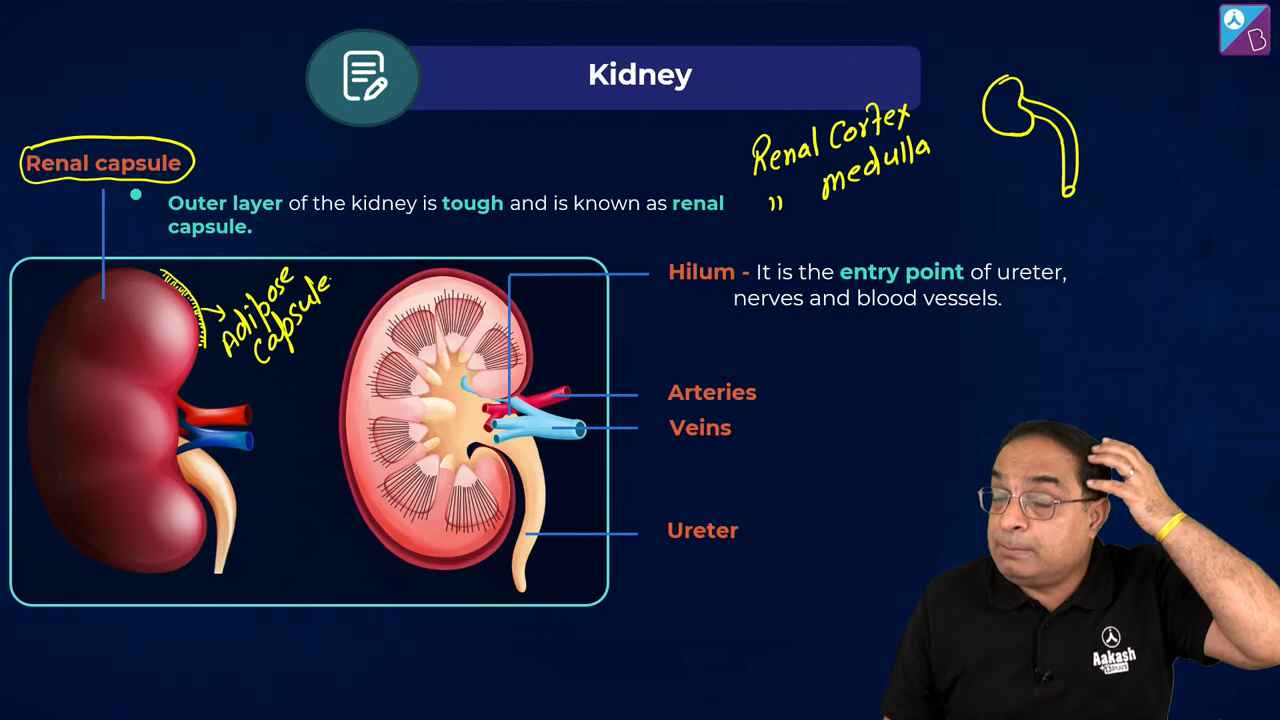 Kidney
Renal capsule
Outer layer of the kidney is tough and is known as renal
capsule.
Renal Cortex
" medulla
Adipose
Capsule
Hilum - It is the entry point of ureter,
nerves and blood vessels.
Arteries
Veins
Ureter
Aakash
+BYJU'S